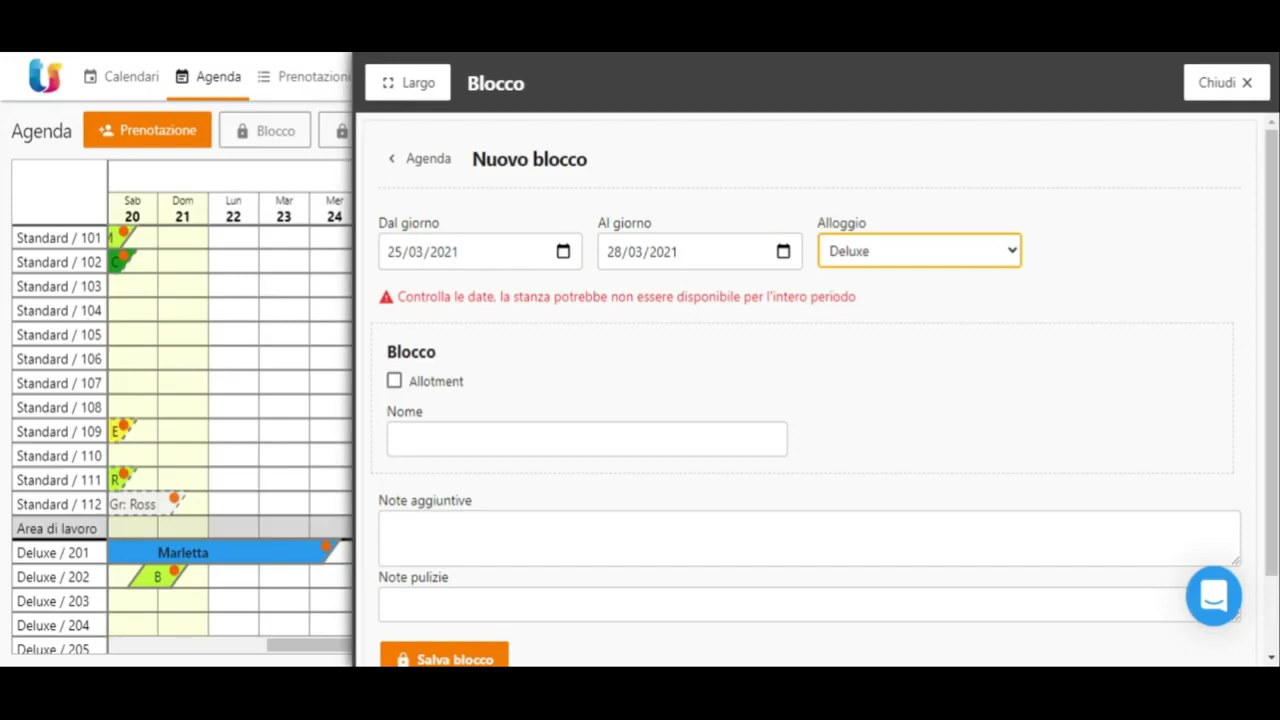 Calendari
Agenda
Prenotazioni
Largo
Blocco
Chiudi
Agenda
Prenotazione
Blocco
Agenda
Nuovo blocco
Sab
20
Dom
21
Lun
22
Mar
23
Mer
24
Dal giorno
Al giorno
Alloggio
25/03/2021
28/03/2021
Deluxe
Controlla le date, la stanza potrebbe non essere disponibile per l'intero periodo
Standard / 101
Standard / 102
C
Standard / 103
Standard / 104
Standard / 105
Standard / 106
Standard / 107
Standard / 108
Standard / 109
E
Standard / 110
Standard / 111
R
Standard / 112
Gr: Ross
Area di lavoro
Deluxe / 201
Marletta
Deluxe / 202
B
Deluxe / 203
Deluxe / 204
Deluxe / 205
Blocco
Allotment
Nome
Note aggiuntive
Note pulizie
Salva blocco